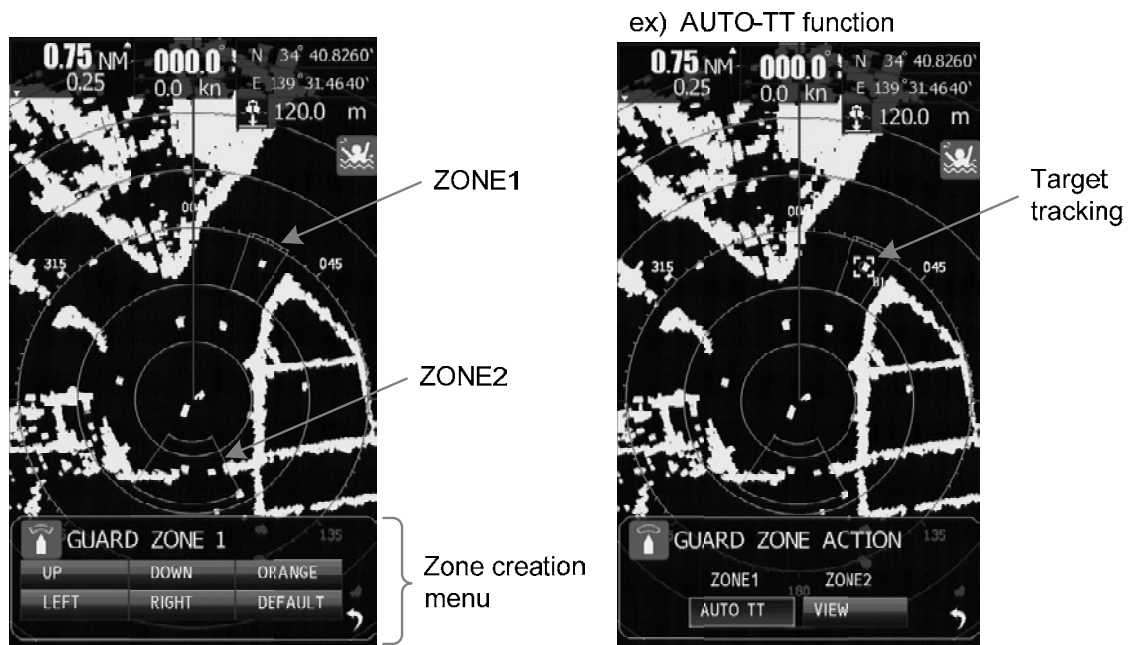 ex) AUTO-TT function
0.75 NM 000.0° N 34° 40.8260'
0.25 0.0 kn E 139° 31.4640'
120.0 m
ZONE1
00
315 045
ZONE2
135
GUARD ZONE 1
UP DOWN ORANGE
LEFT RIGHT DEFAULT
Zone creation
menu
0.75 NM 000.0° N 34° 40.8260'
0.25 0.0 kn E 139° 31.4640'
120.0 m
Target
tracking
00
315 045
135
GUARD ZONE ACTION
ZONE1 ZONE2
180
AUTO TT VIEW